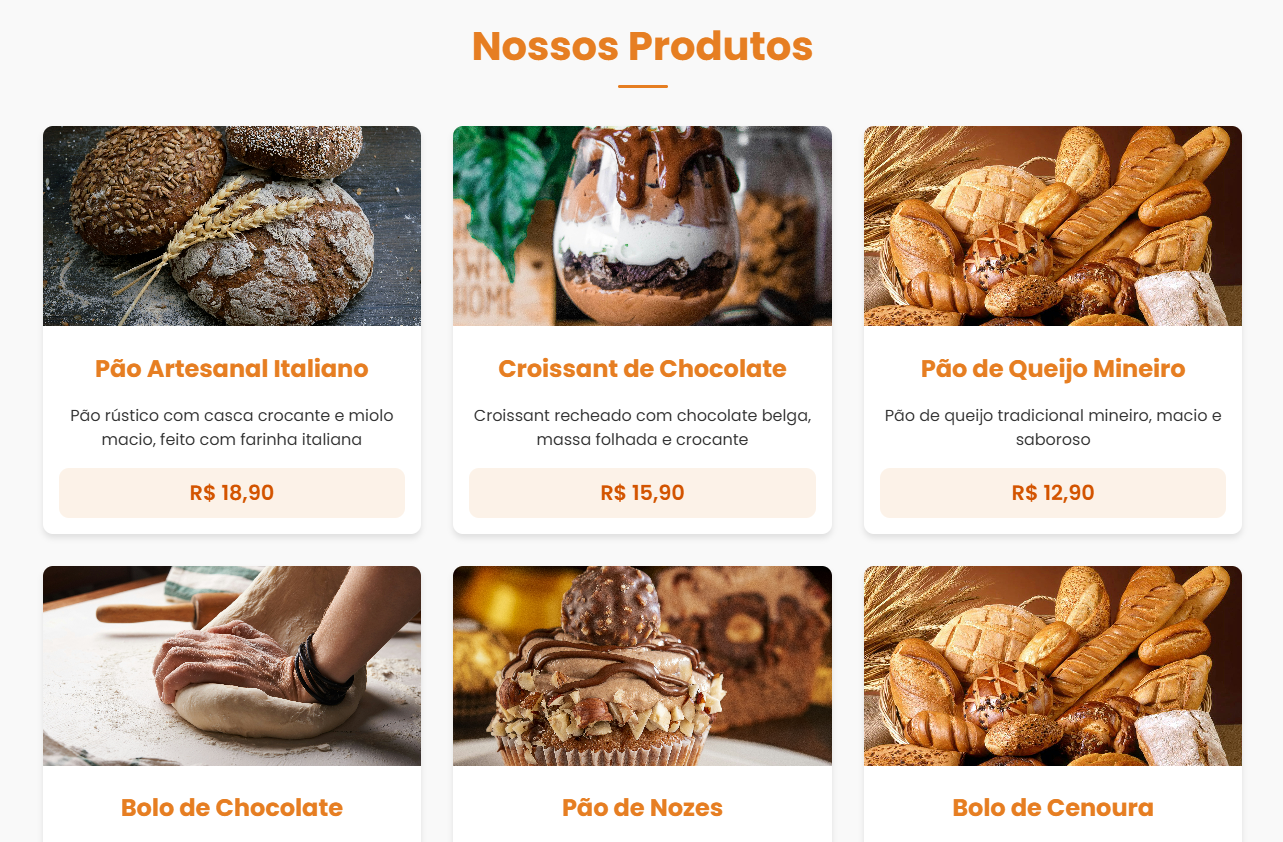 Nossos Produtos
SWEET
HOME
Pão Artesanal Italiano
Pão rústico com casca crocante e miolo
macio, feito com farinha italiana
R$ 18,90
Croissant de Chocolate
Croissant recheado com chocolate belga,
massa folhada e crocante
R$ 15,90
Pão de Queijo Mineiro
Pão de queijo tradicional mineiro, macio e
saboroso
R$ 12,90
Bolo de Chocolate
Pão de Nozes
Bolo de Cenoura